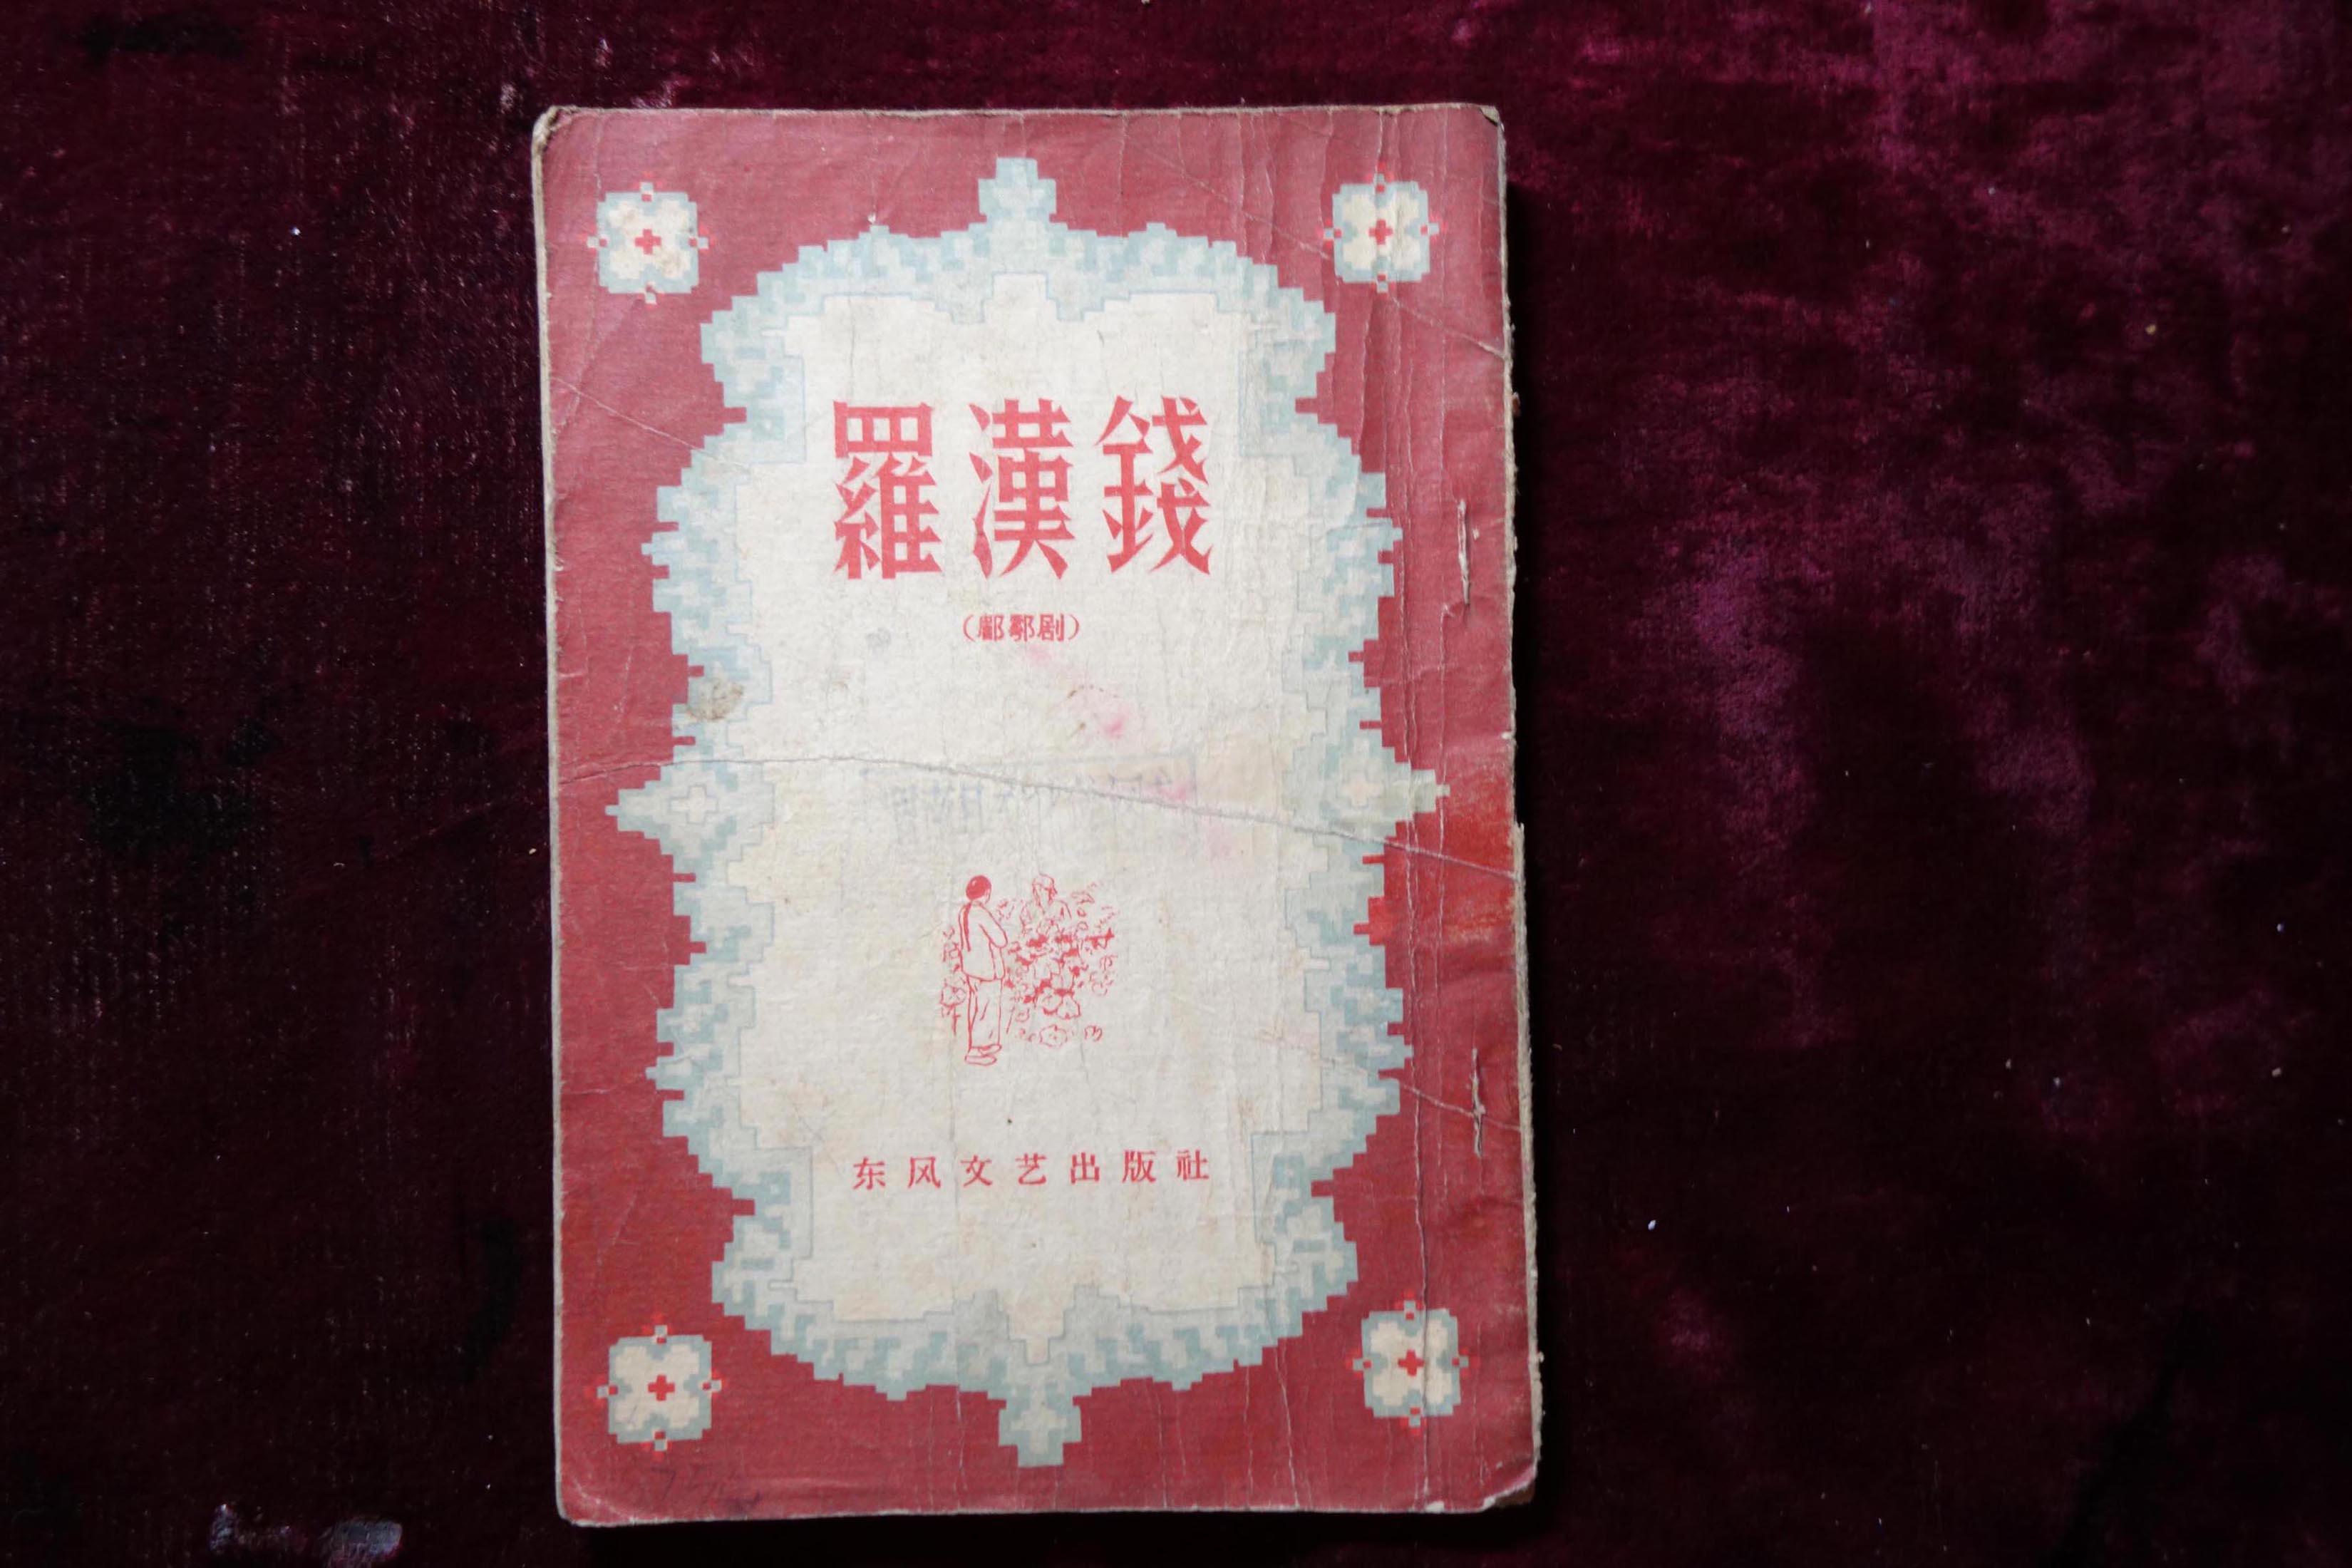 羅漢錢
（郿鄠剧）
东风文艺出版社